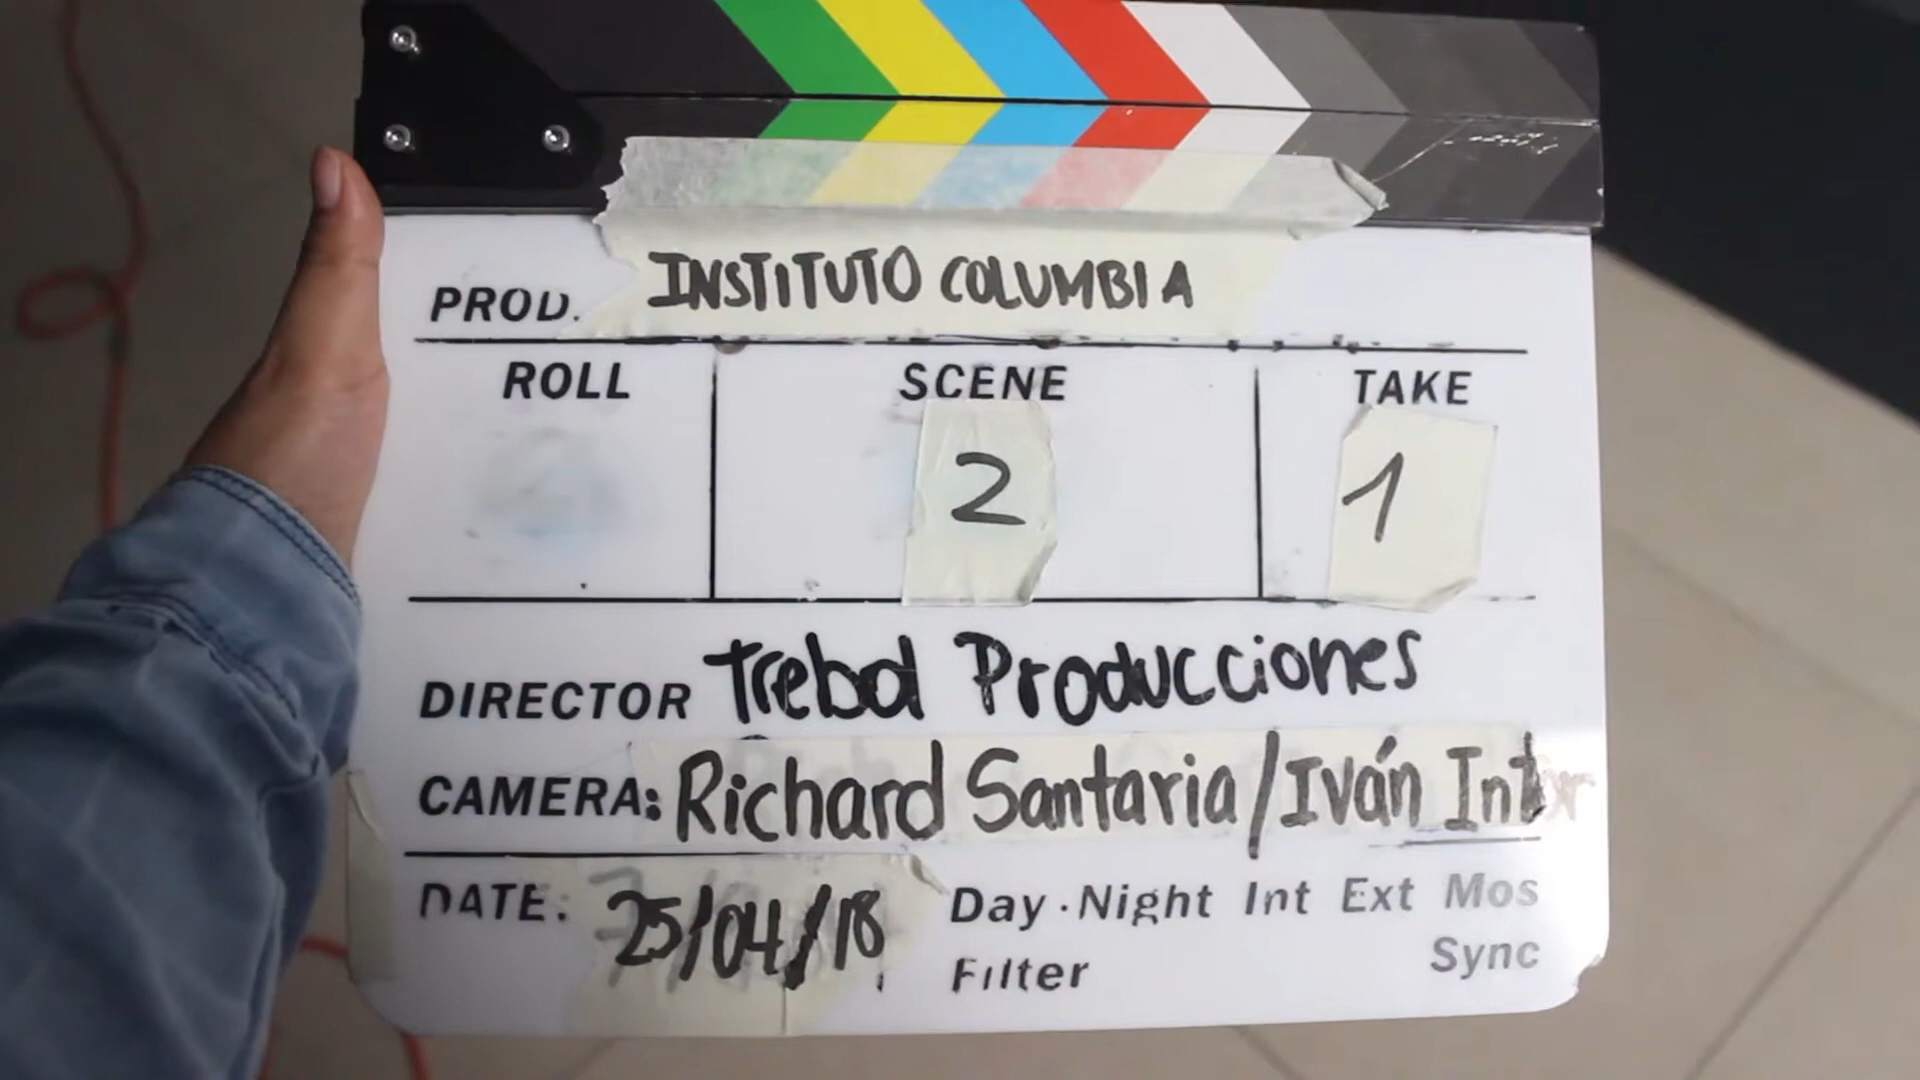 PROD. INSTITUTO COLUMBIA
ROLL SCENE TAKE
2 1
DIRECTOR Trebol Producciones
CAMERA: Richard Santaria/Iván
DATE: 25/04/18 Day · Night Int Ext Mos
Filter Sync